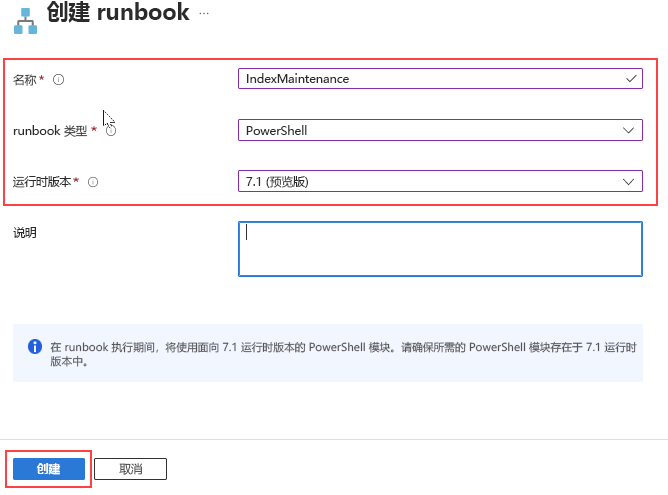 创建 runbook ...
名称* IndexMaintenance
runbook 类型 * PowerShell
运行时版本* 7.1 (预览版)
说明
在 runbook 执行期间，将使用面向 7.1 运行时版本的 PowerShell 模块。请确保所需的 PowerShell 模块存在于 7.1 运行时
版本中。
创建 取消